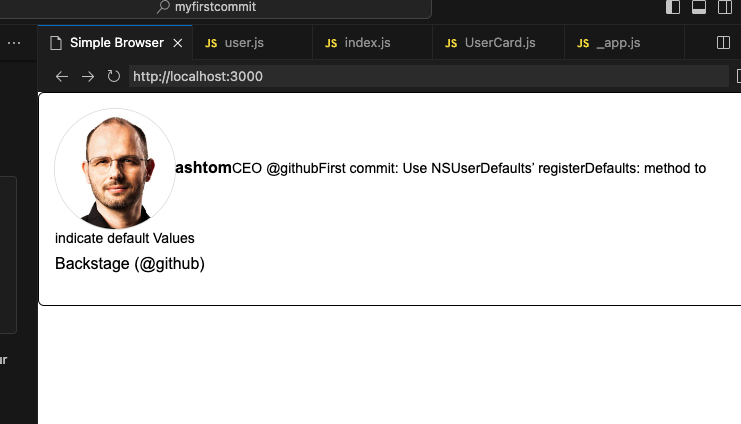 myfirstcommit
... Simple Browser × JS user.js JS index.js JS UserCard.js JS _app.js
http://localhost:3000
ashtomCEO @githubFirst commit: Use NSUserDefaults’ registerDefaults: method to
indicate default Values
Backstage (@github)
ur